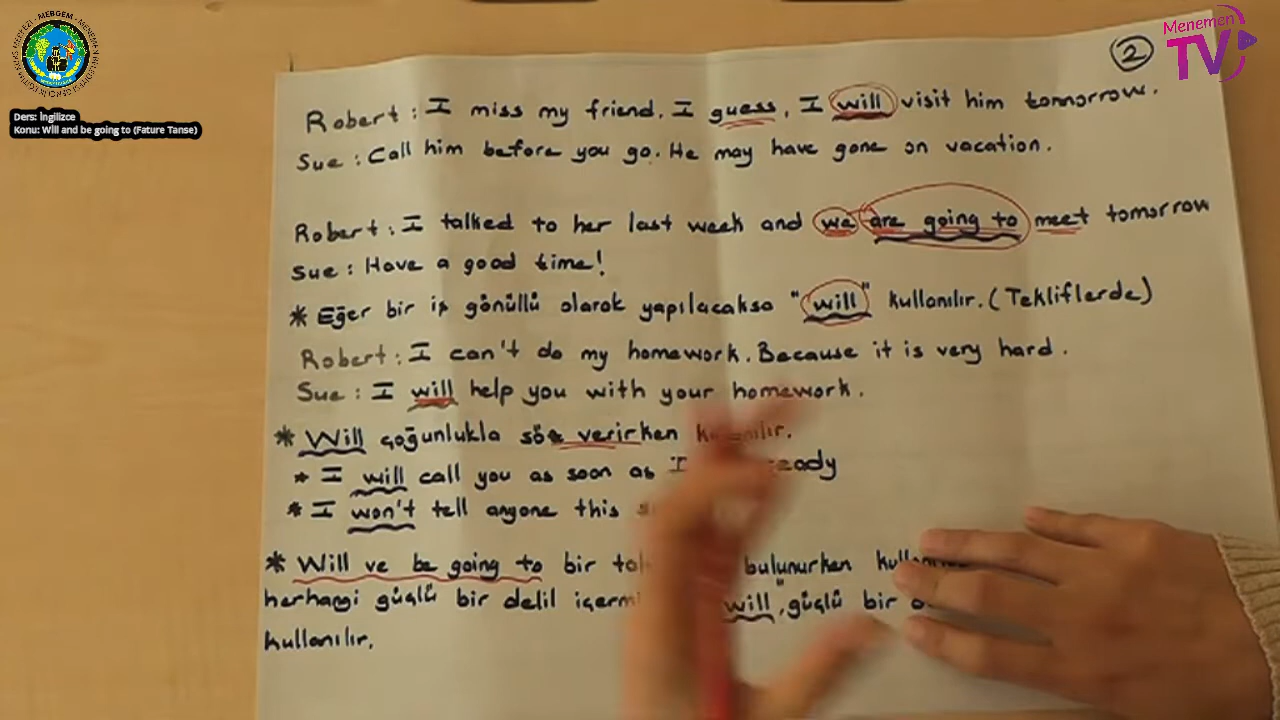 MEBGEM - MENEMEN
Menemen
TV
2
Ders: İngilizce
Konu: Will and be going to (Fature Tanse)
Robert: I miss my friend. I guess, I will visit him tomorrow.
Sue: Call him before you go. He may have gone on vacation.
Robert: I talked to her last week and we are going to meet tomorrow
Sue: Have a good time!
* Eğer bir iş gönüllü olarak yapılacaksa "will" kullanılır. (Tekliflerde)
Robert: I can't do my homework. Because it is very hard.
Sue: I will help you with your homework.
* Will çoğunlukla söz verirken
* I will call you as soon as I
* I won't tell anyone this
* Will ve be going to bir bulunurken
herhangi güçlü bir delil will", güçlü bir
kullanılır.